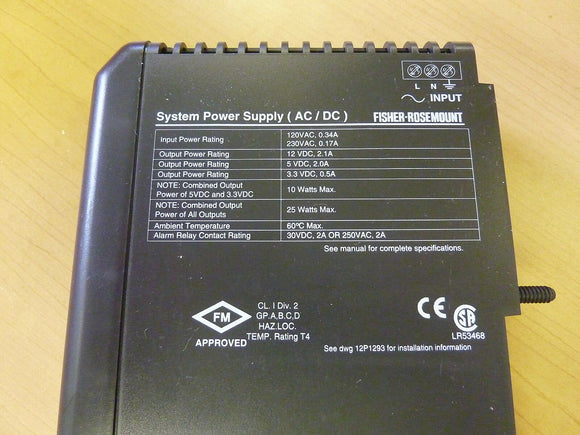 L N
INPUT
System Power Supply ( AC / DC ) FISHER-ROSEMOUNT
Input Power Rating 120VAC, 0.34A
230VAC, 0.17A
Output Power Rating 12 VDC, 2.1A
Output Power Rating 5 VDC, 2.0A
Output Power Rating 3.3 VDC, 0.5A
NOTE: Combined Output
Power of 5VDC and 3.3VDC 10 Watts Max.
NOTE: Combined Output
Power of All Outputs 25 Watts Max.
Ambient Temperature 60°C Max.
Alarm Relay Contact Rating 30VDC, 2A OR 250VAC, 2A
See manual for complete specifications.
FM
APPROVED
CL. I Div. 2
GP.A,B,C,D
HAZ.LOC.
TEMP. Rating T4
CE
SA
LR53468
See dwg 12P1293 for installation information